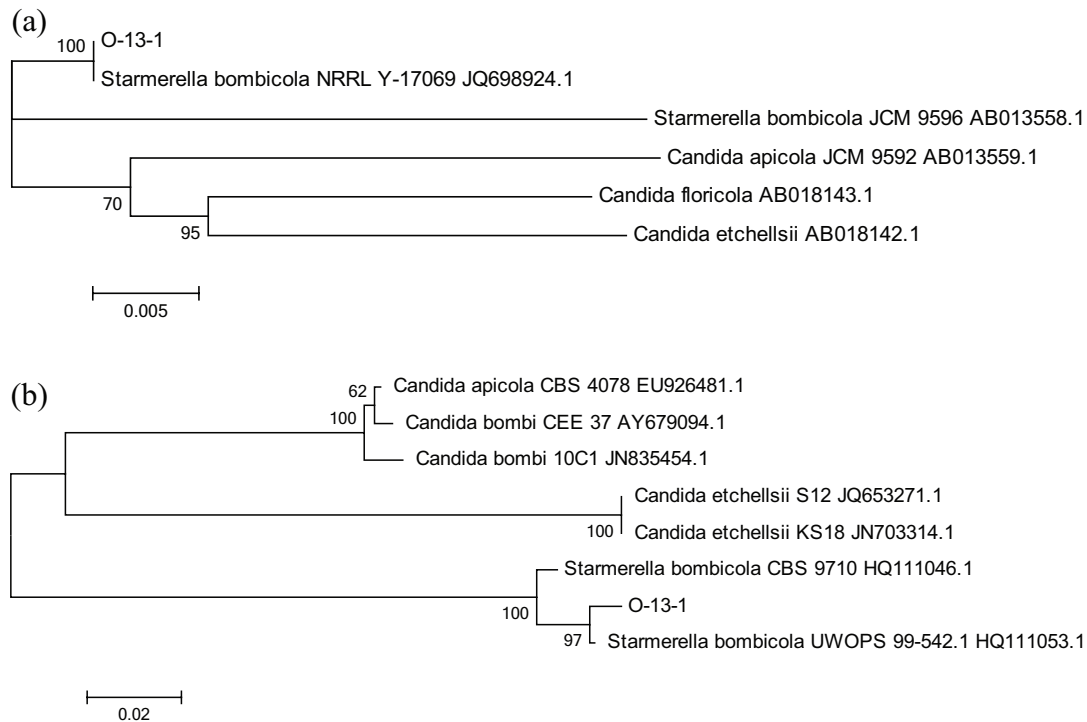 (a)
100
O-13-1
Starmerella bombicola NRRL Y-17069 JQ698924.1
Starmerella bombicola JCM 9596 AB013558.1
Candida apicola JCM 9592 AB013559.1
70
Candida floricola AB018143.1
95
Candida etchellsii AB018142.1
0.005
(b)
62
Candida apicola CBS 4078 EU926481.1
100
Candida bombi CEE 37 AY679094.1
Candida bombi 10C1 JN835454.1
Candida etchellsii S12 JQ653271.1
100
Candida etchellsii KS18 JN703314.1
Starmerella bombicola CBS 9710 HQ111046.1
100
O-13-1
97
Starmerella bombicola UWOPS 99-542.1 HQ111053.1
0.02